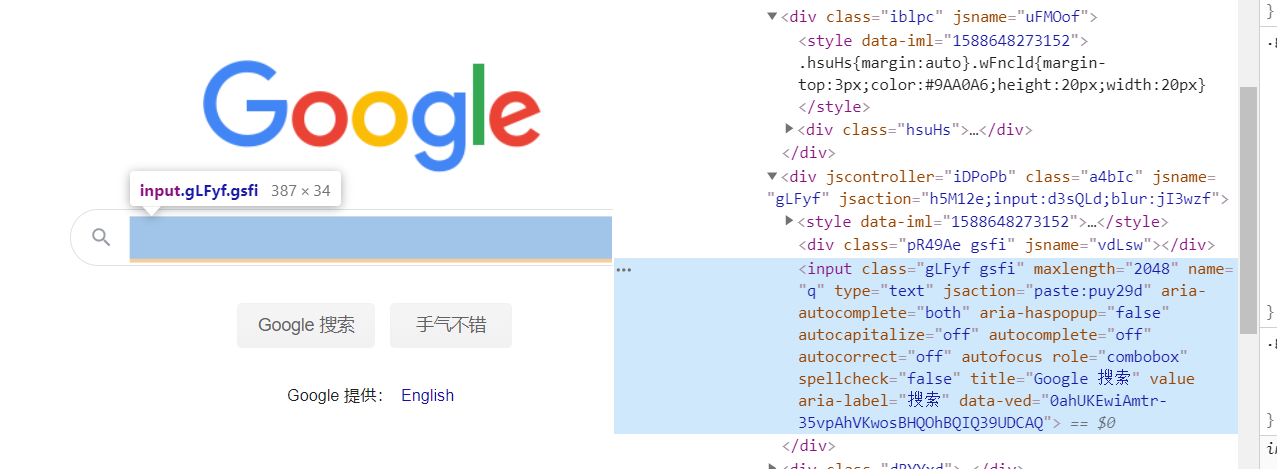 Google
input.gLFyf.gsfi 387 × 34
Google 搜索
手气不错
Google 提供： English
▼<div class="iblpc" jsname="uFMOof">
<style data-iml="1588648273152">
.hsuHs{margin:auto}.wFncld{margin-
top:3px;color:#9AA0A6;height:20px;width:20px}
</style>
▶<div class="hsuHs">…</div>
</div>
▼<div jscontroller="iDPoPb" class="a4bIc" jsname=
"gLFyf" jsaction="h5M12e;input:d3sQLd;blur:jI3wzf">
▶<style data-iml="1588648273152">…</style>
<div class="pR49Ae gsfi" jsname="vdLsw"></div>
<input class="gLFyf gsfi" maxlength="2048" name=
"q" type="text" jsaction="paste:puy29d" aria-
autocomplete="both" aria-haspopup="false"
autocapitalize="off" autocomplete="off"
autocorrect="off" autofocus role="combobox"
spellcheck="false" title="Google 搜索" value
aria-label="搜索" data-ved="0ahUKEwiAmtr-
35vpAhVKwosBHQOhBQIQ39UDCAQ"> == $0
</div>
}
}
}